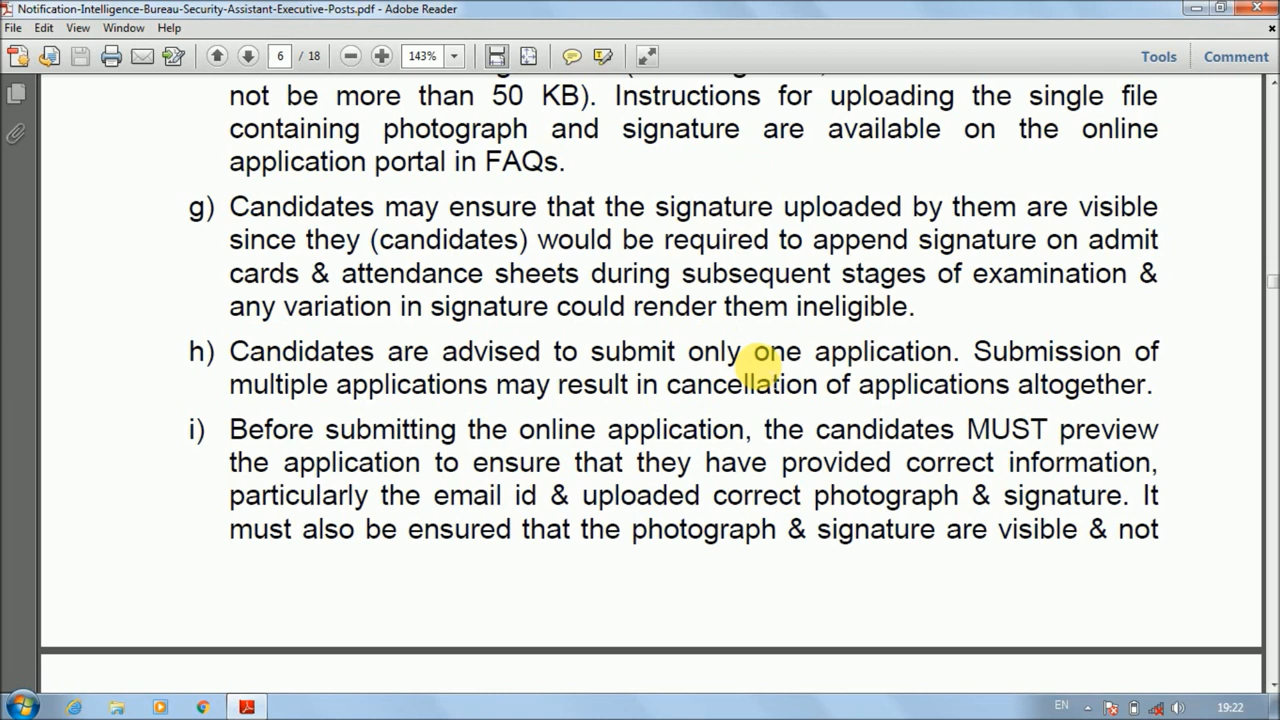 Notification-Intelligence-Bureau-Security-Assistant-Executive-Posts.pdf - Adobe Reader
File Edit View Window Help
6 / 18 143% Tools Comment
not be more than 50 KB). Instructions for uploading the single file
containing photograph and signature are available on the online
application portal in FAQs.
g) Candidates may ensure that the signature uploaded by them are visible
since they (candidates) would be required to append signature on admit
cards & attendance sheets during subsequent stages of examination &
any variation in signature could render them ineligible.
h) Candidates are advised to submit only one application. Submission of
multiple applications may result in cancellation of applications altogether.
i) Before submitting the online application, the candidates MUST preview
the application to ensure that they have provided correct information,
particularly the email id & uploaded correct photograph & signature. It
must also be ensured that the photograph & signature are visible & not
EN 19:22